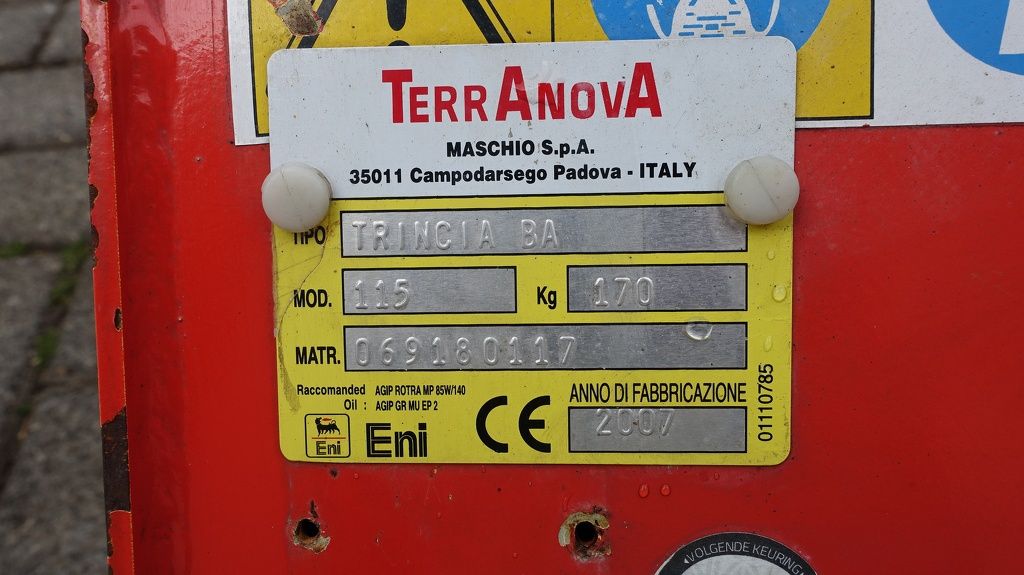 TERRANOVA
MASCHIO S.p.A.
35011 Campodarsego Padova - ITALY
TIPO TRINCIA BA
MOD. 115 Kg 170
MATR. 069180117
Raccomanded AGIP ROTRA MP 85W/140
Oil : AGIP GR MU EP 2
ANNO DI FABBRICAZIONE
2007
Eni Eni CE
01110785
VOLGENDE KEURING